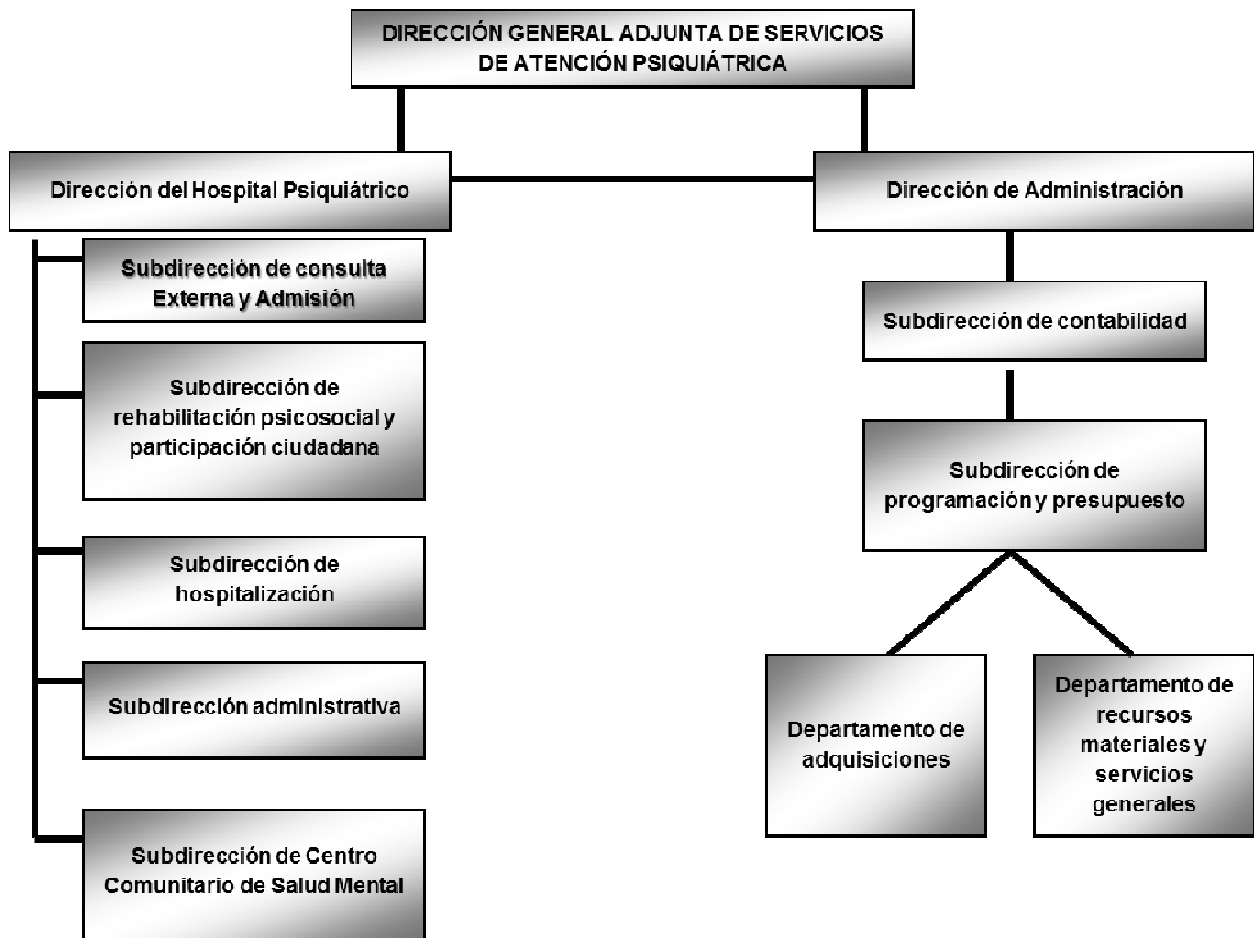 DIRECCIÓN GENERAL ADJUNTA DE SERVICIOS
DE ATENCIÓN PSIQUIÁTRICA
Dirección del Hospital Psiquiátrico
Dirección de Administración
Subdirección de consulta
Externa y Admisión
Subdirección de
rehabilitación psicosocial y
participación ciudadana
Subdirección de
hospitalización
Subdirección administrativa
Subdirección de Centro
Comunitario de Salud Mental
Subdirección de contabilidad
Subdirección de
programación y presupuesto
Departamento de
adquisiciones
Departamento de
recursos
materiales y
servicios
generales